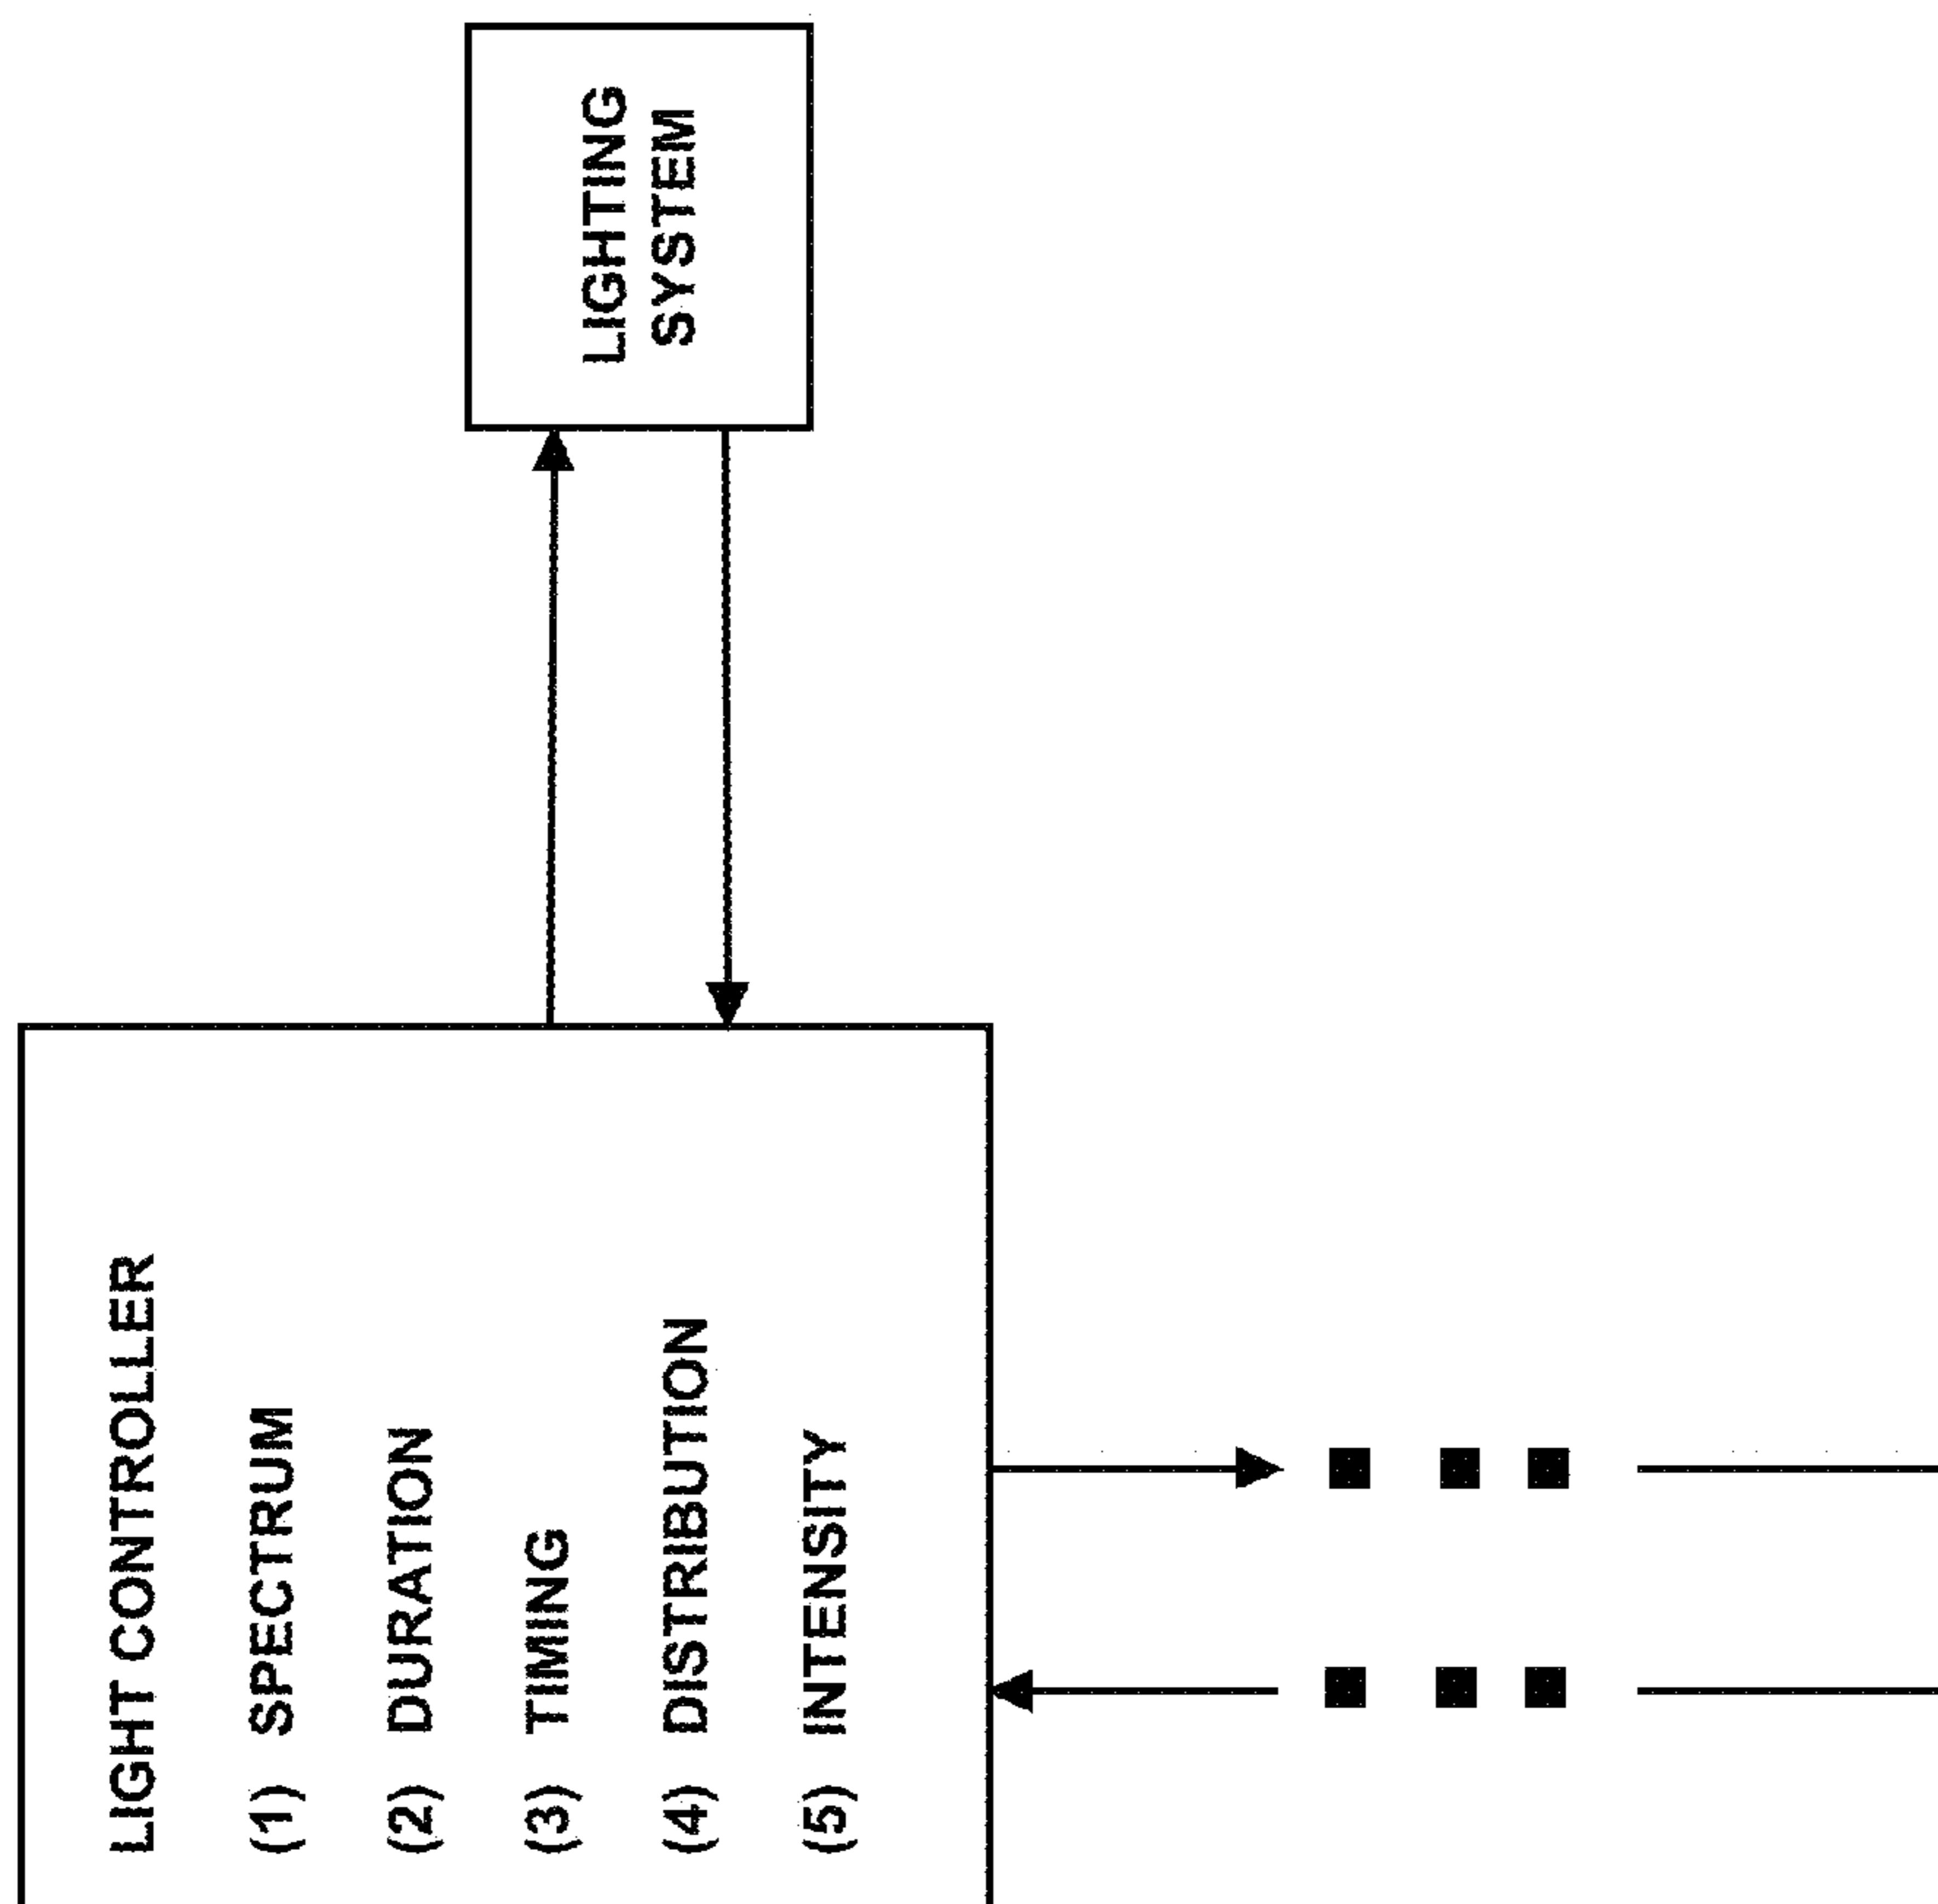 LIGHTING
SYSTEM
LIGHT CONTROLLER
(1) SPECTRUM
(2) DURATION
(3) TIMING
(4) DISTRIBUTION
(5) INTENSITY